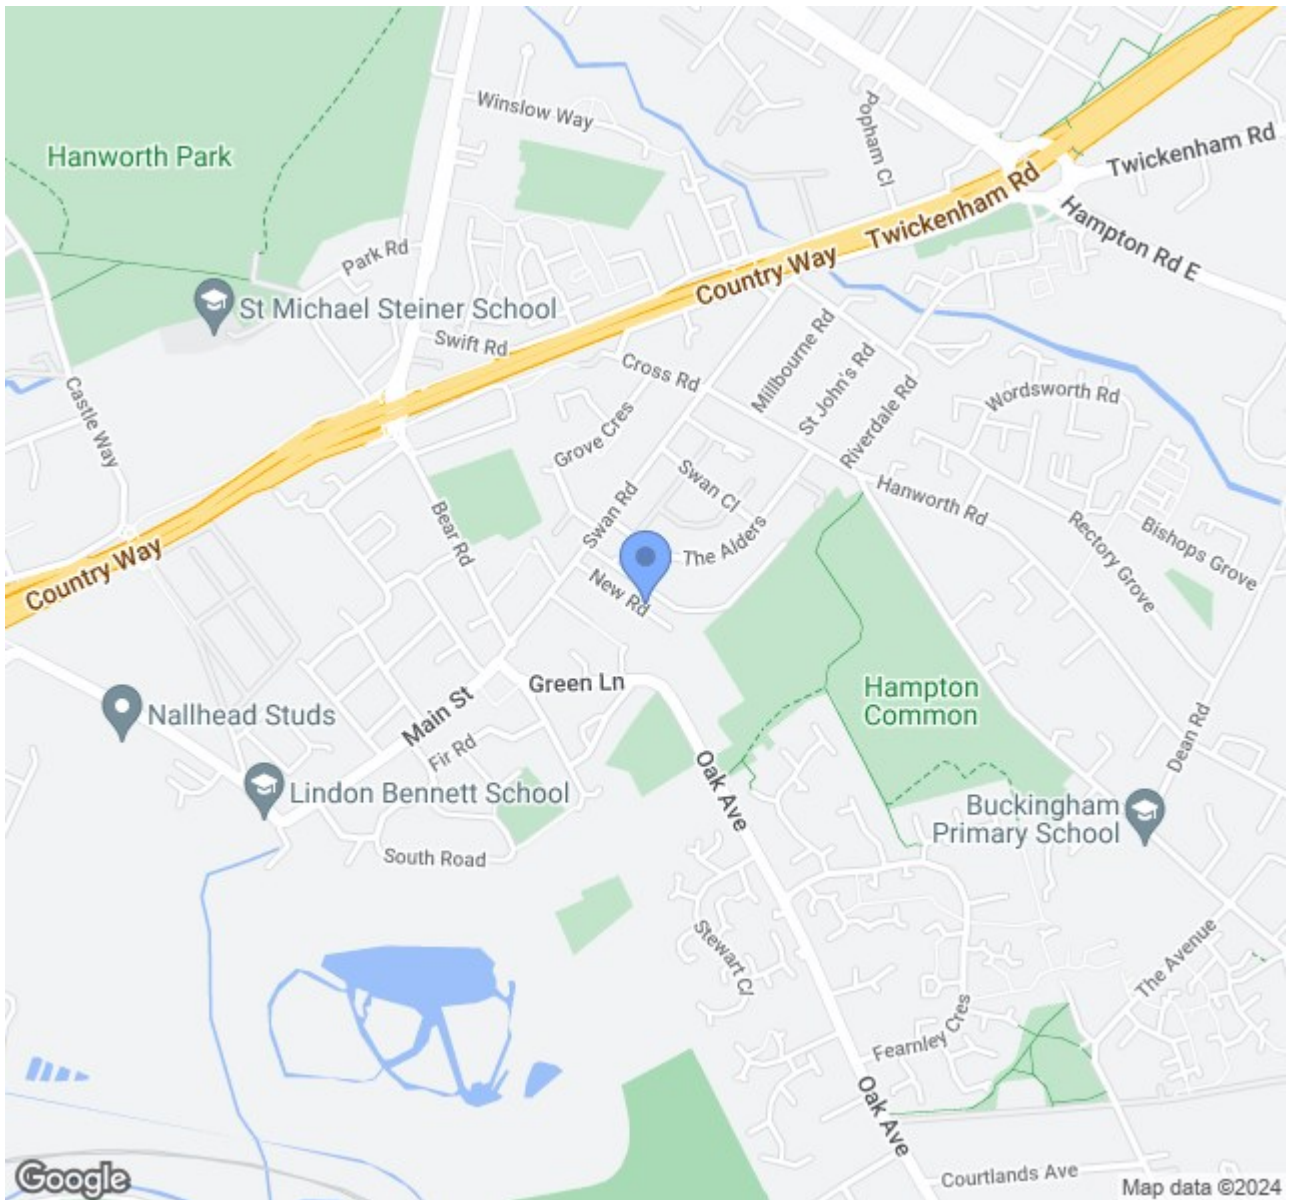 Winslow Way
Popham Cl
Hanworth Park
Twickenham Rd
Twickenham Rd
Hampton Rd E
Park Rd
Country Way
St Michael Steiner School
Swift Rd
Cross Rd
Millbourne Rd
St John's Rd
Riverdale Rd
Wordsworth Rd
Castle Way
Grove Cres
Swan Cl
Swan Rd
Hanworth Rd
Bear Rd
The Alders
Rectory Grove
Bishops Grove
Country Way
New Rd
Green Ln
Hampton
Common
Nallhead Studs
Main St
Fir Rd
Dean Rd
Oak Ave
Lindon Bennett School
Buckingham
Primary School
South Road
Stewart Cl
The Avenue
Fearnley Cres
Oak Ave
Courtlands Ave
Google
Map data ©2024